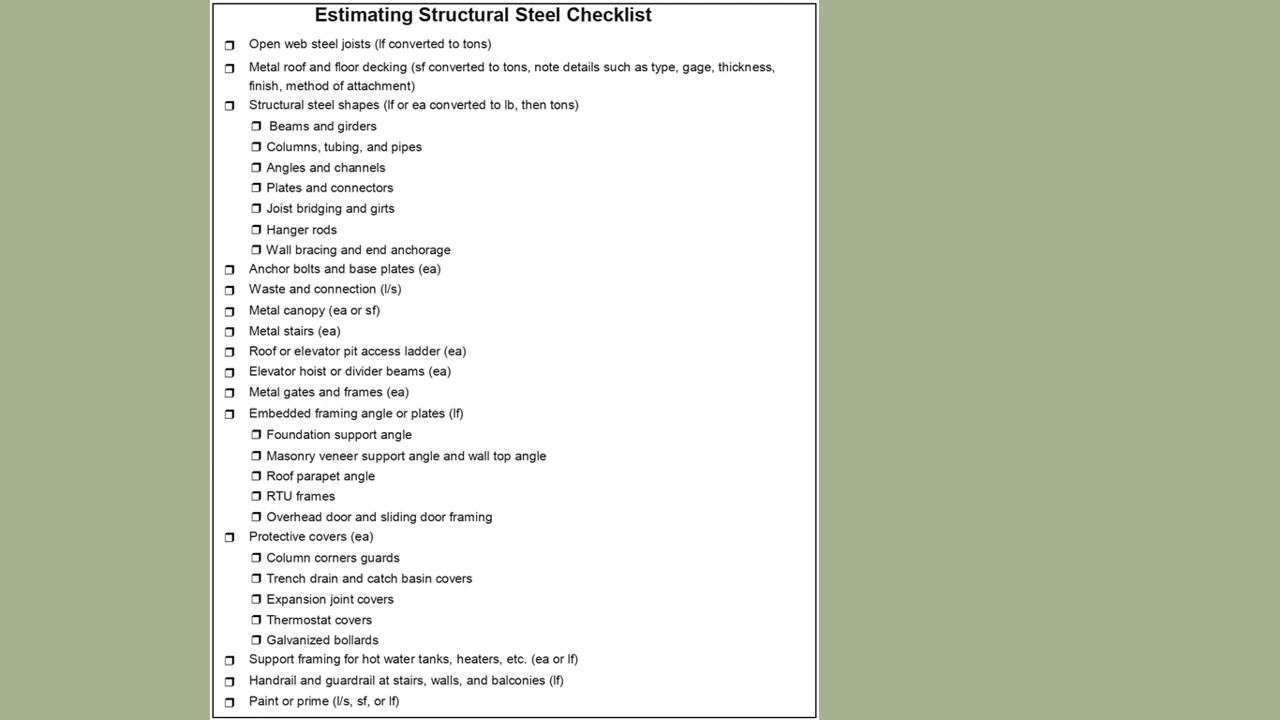 Estimating Structural Steel Checklist
Open web steel joists (lf converted to tons)
Metal roof and floor decking (sf converted to tons, note details such as type, gage, thickness,
finish, method of attachment)
Structural steel shapes (lf or ea converted to lb, then tons)
Beams and girders
Columns, tubing, and pipes
Angles and channels
Plates and connectors
Joist bridging and girts
Hanger rods
Wall bracing and end anchorage
Anchor bolts and base plates (ea)
Waste and connection (l/s)
Metal canopy (ea or sf)
Metal stairs (ea)
Roof or elevator pit access ladder (ea)
Elevator hoist or divider beams (ea)
Metal gates and frames (ea)
Embedded framing angle or plates (lf)
Foundation support angle
Masonry veneer support angle and wall top angle
Roof parapet angle
RTU frames
Overhead door and sliding door framing
Protective covers (ea)
Column corners guards
Trench drain and catch basin covers
Expansion joint covers
Thermostat covers
Galvanized bollards
Support framing for hot water tanks, heaters, etc. (ea or lf)
Handrail and guardrail at stairs, walls, and balconies (lf)
Paint or prime (l/s, sf, or lf)